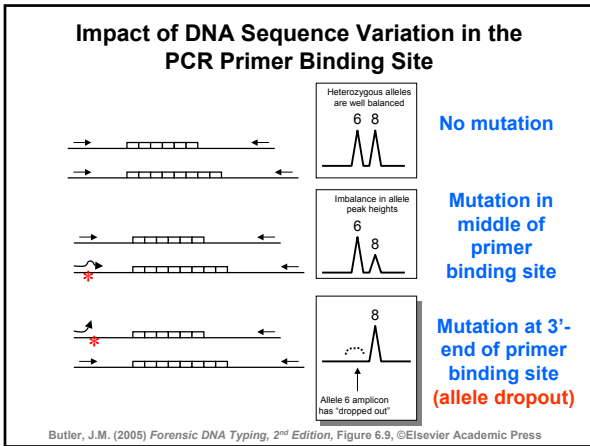 Impact of DNA Sequence Variation in the
PCR Primer Binding Site
Heterozygous alleles
are well balanced
6 8
No mutation
Imbalance in allele
peak heights
6
8
Mutation in
middle of
primer
binding site
*
8
Allele 6 amplicon
has "dropped out"
*
Mutation at 3'-
end of primer
binding site
(allele dropout)
Butler, J.M. (2005) Forensic DNA Typing, 2nd Edition, Figure 6.9, ©Elsevier Academic Press